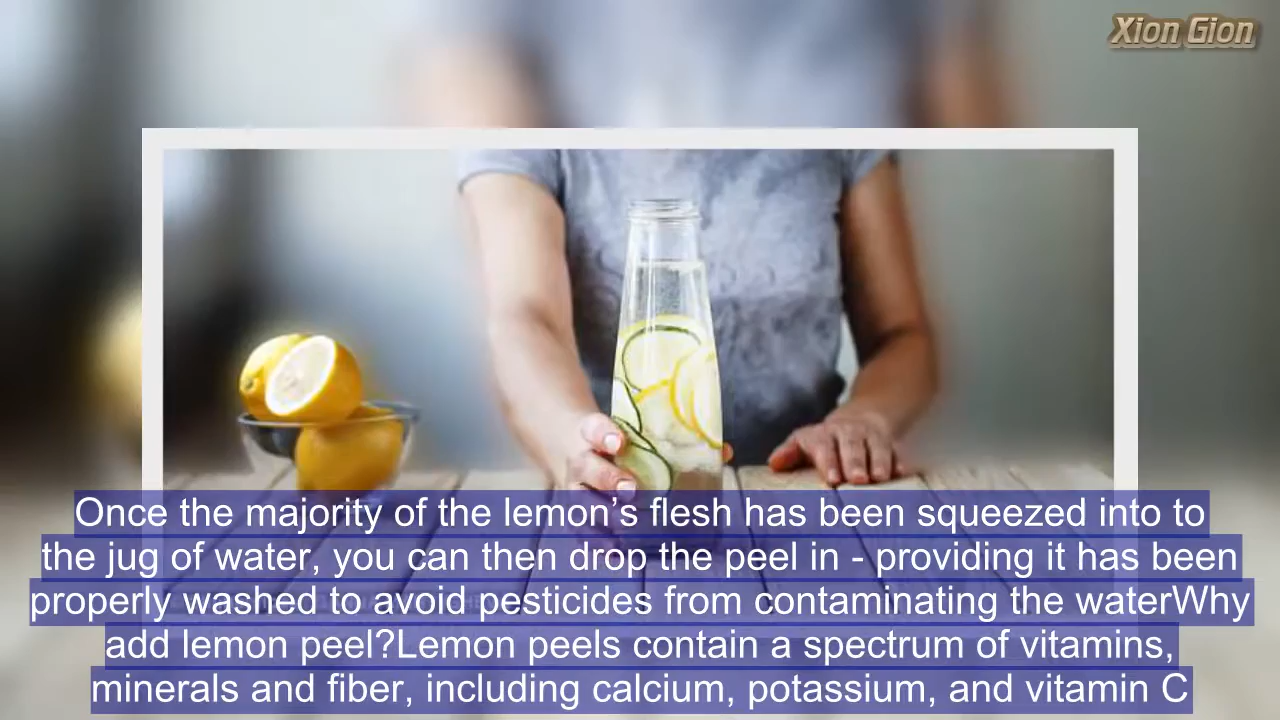 Xion Gion
Once the majority of the lemon’s flesh has been squeezed into to
the jug of water, you can then drop the peel in - providing it has been
properly washed to avoid pesticides from contaminating the waterWhy
add lemon peel?Lemon peels contain a spectrum of vitamins,
minerals and fiber, including calcium, potassium, and vitamin C